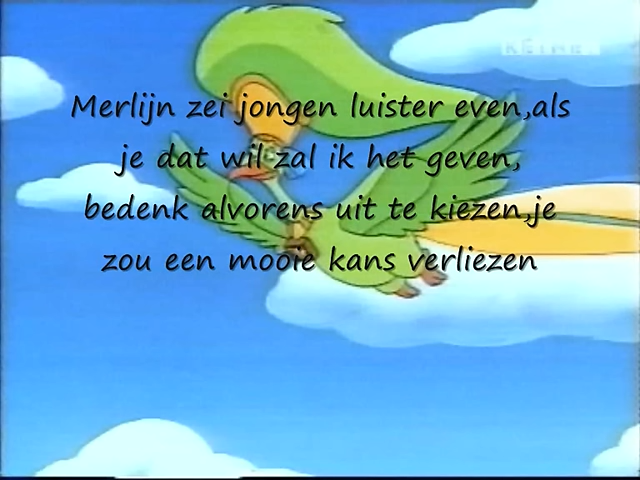 Merlijn zei jongen luister even,als
je dat wil zal ik het geven,
bedenk alvorens uit te kiezen,je
zou een mooie kans verliezen